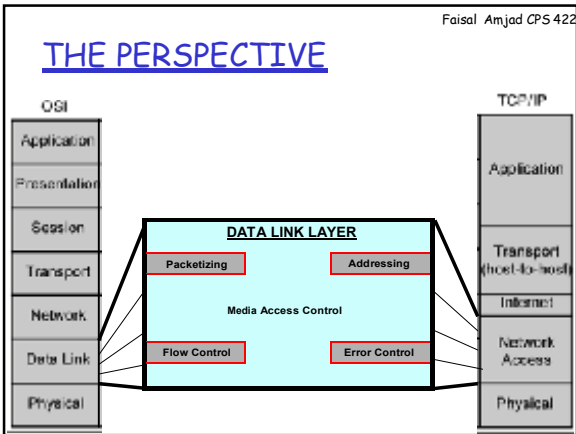 Faisal Amjad CPS 422
THE PERSPECTIVE
OSI
Application
Presentation
Session
Transport
Network
Data Link
Physical
DATA LINK LAYER
Packetizing
Addressing
Media Access Control
Flow Control
Error Control
TCP/IP
Application
Transport
(host-to-host)
Internet
Network
Access
Physical